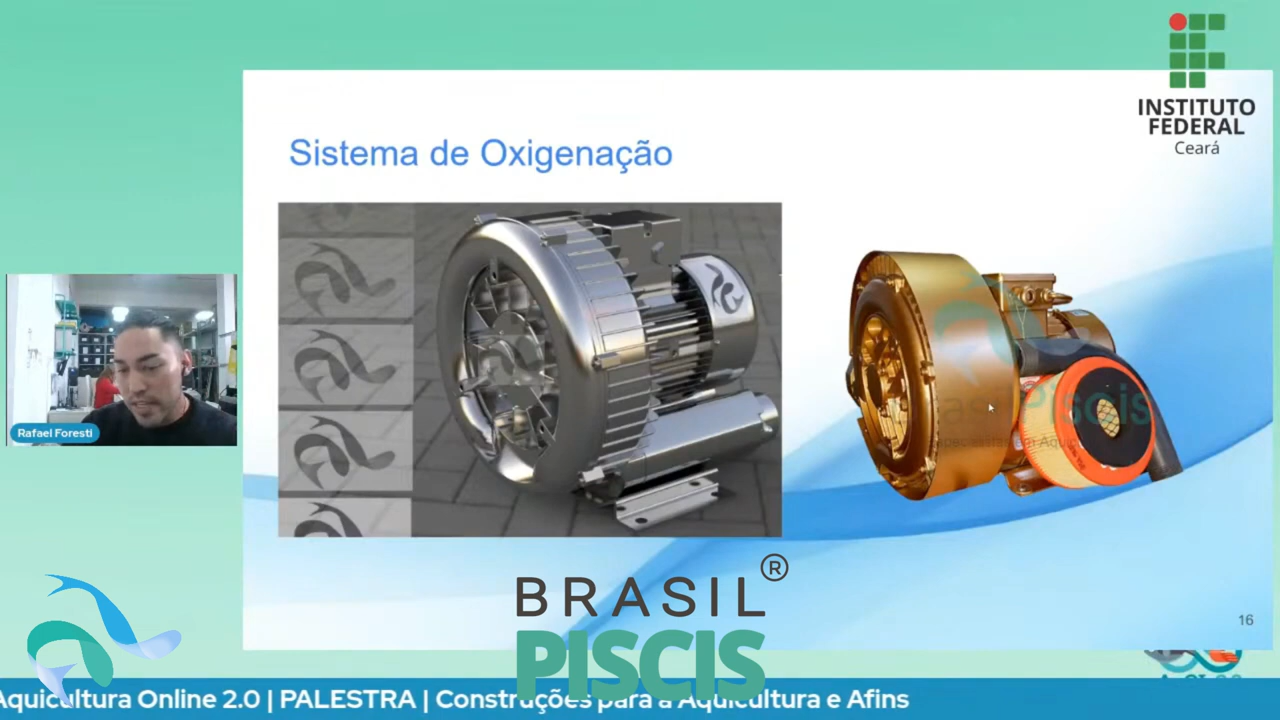 INSTITUTO
FEDERAL
Ceará
Sistema de Oxigenação
Rafael Foresti
Piscis
BRASIL®
PISCIS
16
Aquicultura Online 2.0 | PALESTRA | Construções para a Aquicultura e Afins